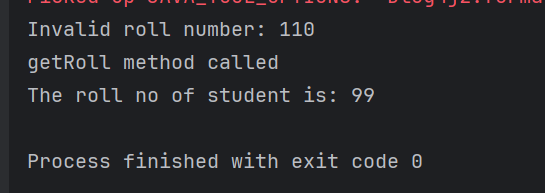 Invalid roll number: 110
getRoll method called
The roll no of student is: 99
Process finished with exit code 0